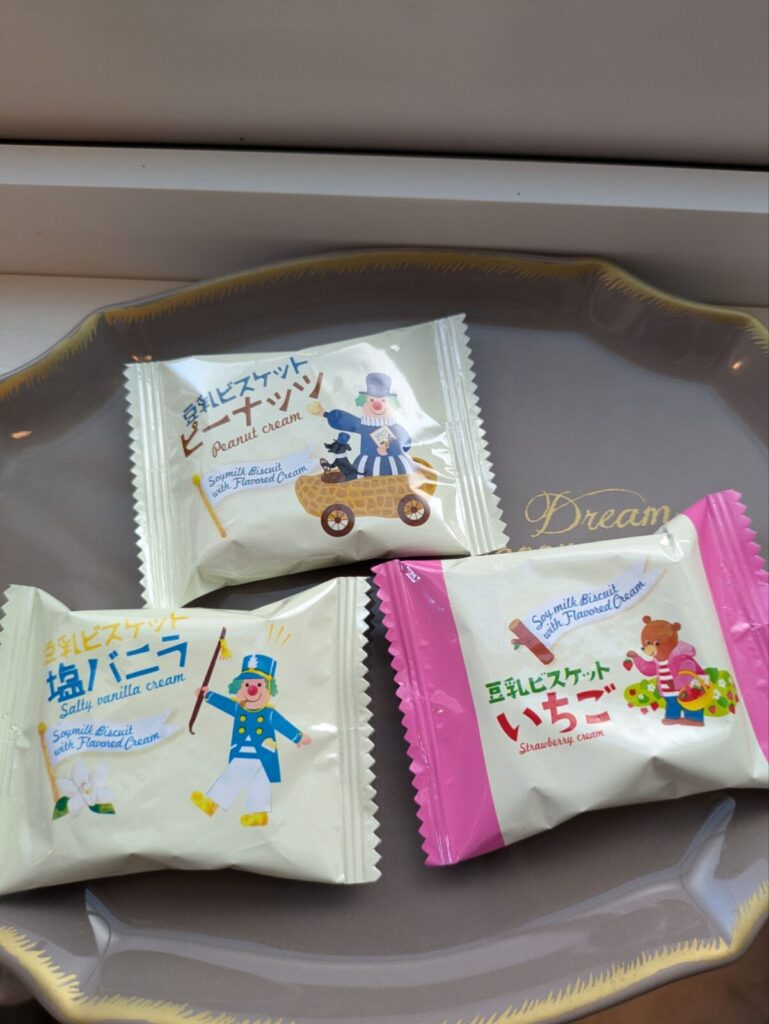 豆乳ビスケット
ピーナッツ
Peanut cream
Soymilk Biscuit
with Flavored Cream
Dream
豆乳ビスケット
塩バニラ
Salty vanilla cream
Soymilk Biscuit
with Flavored Cream
Soymilk Biscuit
with Flavored Cream
豆乳ビスケット
いちご
Strawberry cream